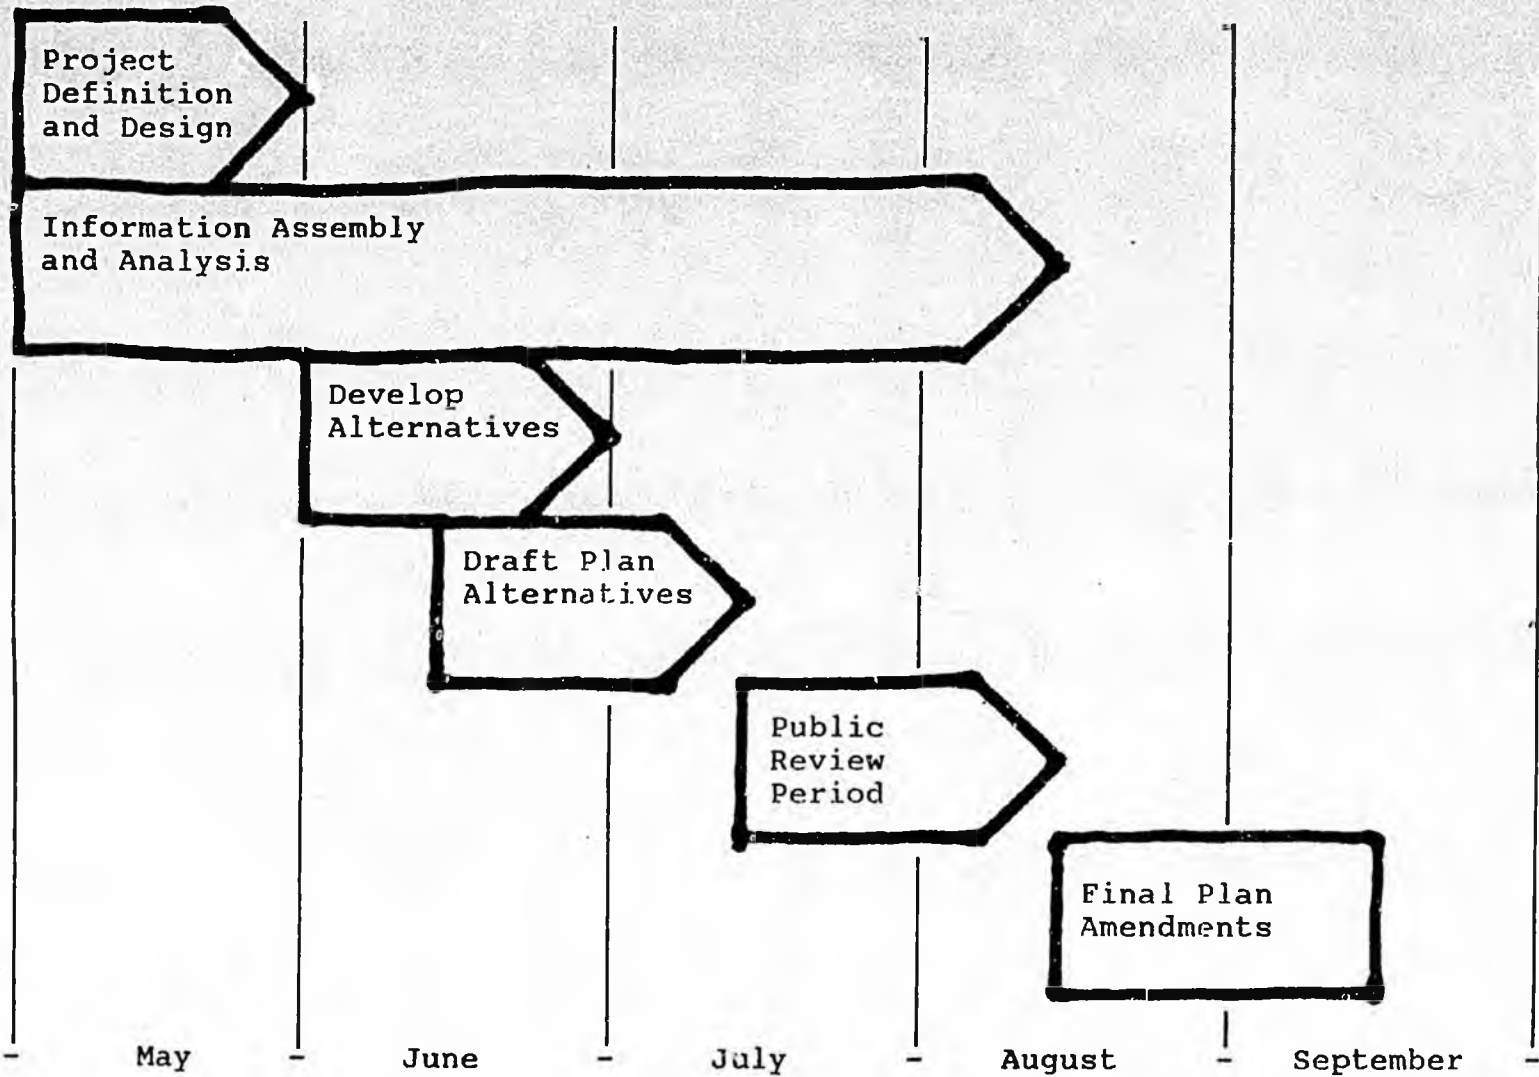 Project
Definition
and Design
Information Assembly
and Analysis
Develop
Alternatives
Draft Plan
Alternatives
Public
Review
Period
Final Plan
Amendments
- May - June - July - August - September -